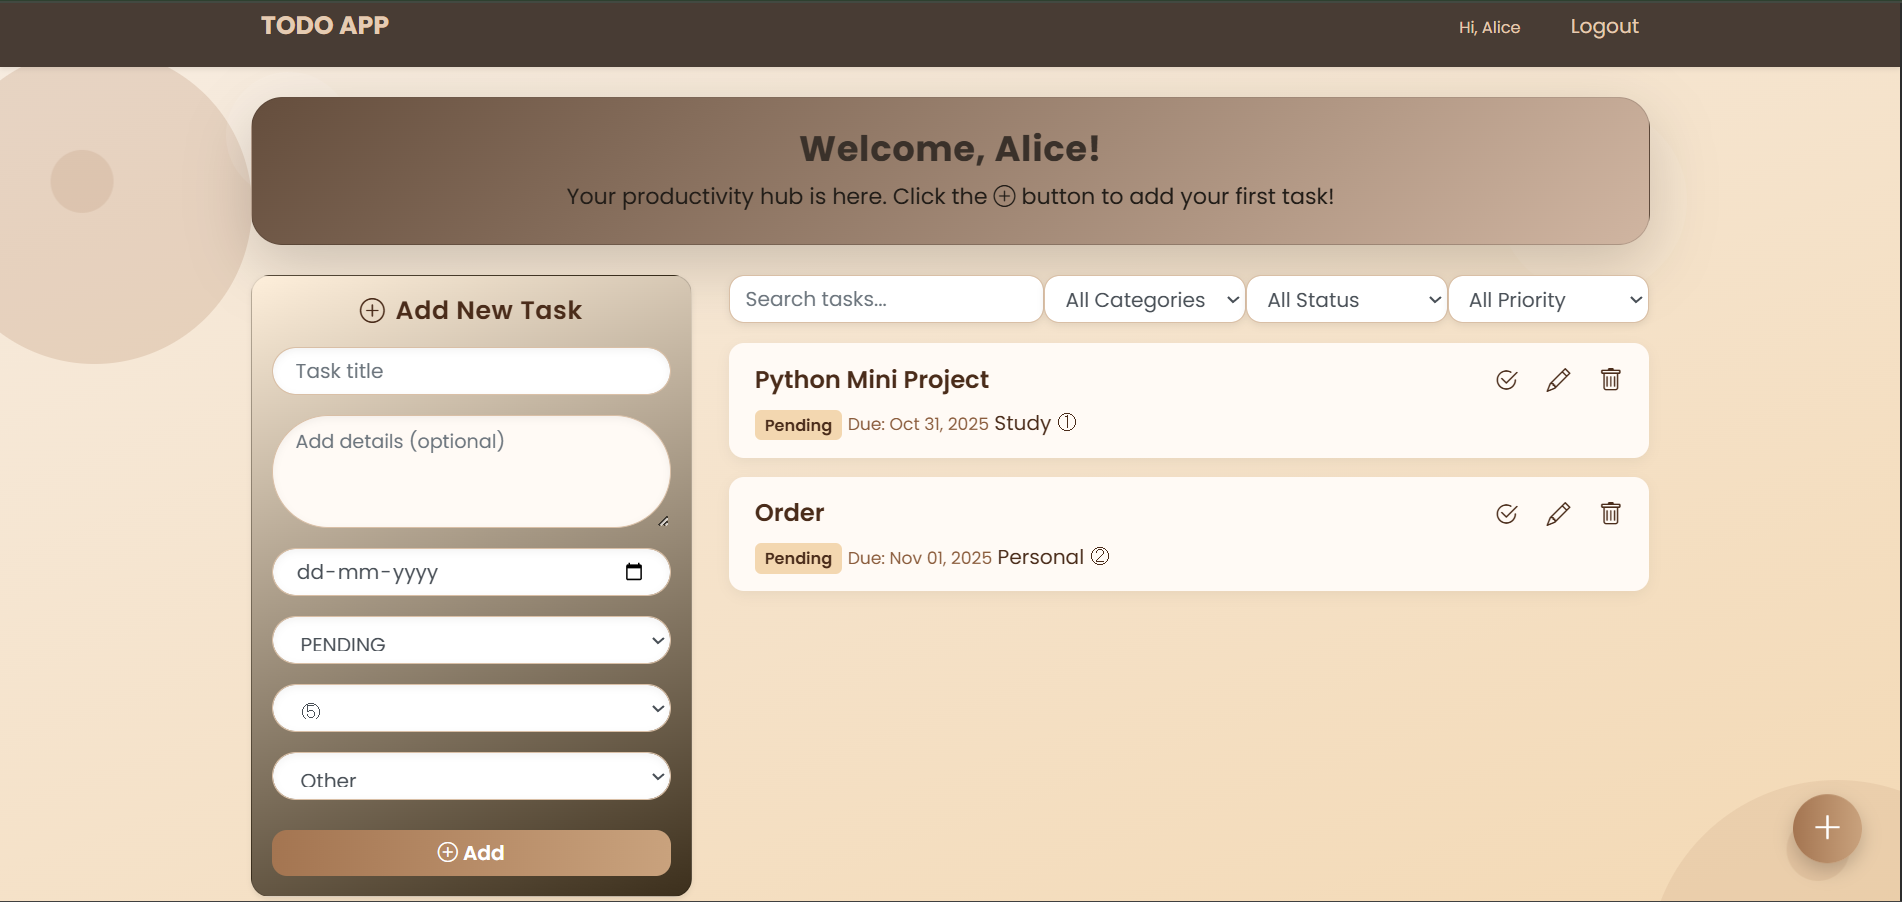 TODO APP
Hi, Alice
Logout
Welcome, Alice!
Your productivity hub is here. Click the ⊕ button to add your first task!
⊕ Add New Task
Task title
Add details (optional)
dd-mm-yyyy
PENDING
⑤
Other
⊕ Add
Search tasks...
All Categories
All Status
All Priority
Python Mini Project
Pending Due: Oct 31, 2025 Study ①
Order
Pending Due: Nov 01, 2025 Personal ②
+